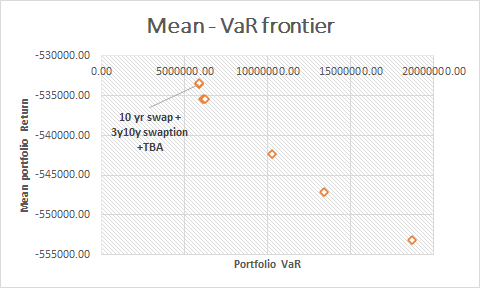 Mean - VaR frontier
-530000.00
0.00 5000000.00 10000000.00 15000000.00 20000000.00
-535000.00
10 yr swap +
3y10y swaption
+TBA
-540000.00
-545000.00
-550000.00
-555000.00
Mean portfolio Return
Portfolio VaR